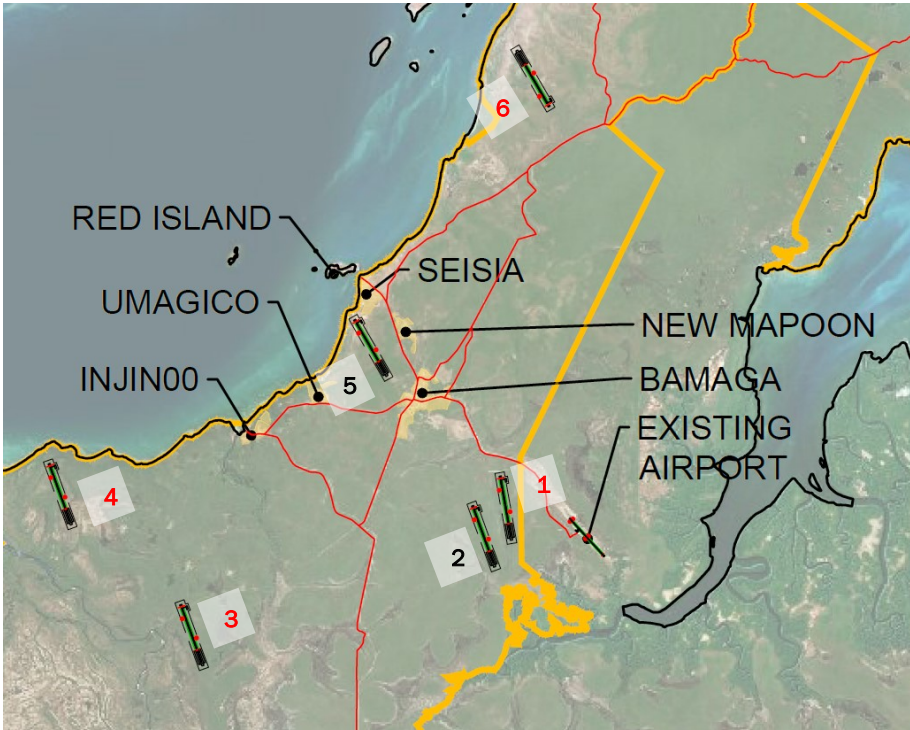 6
RED ISLAND
SEISIA
UMAGICO
NEW MAPOON
INJIN00
5
BAMAGA
EXISTING
AIRPORT
4
1
2
3